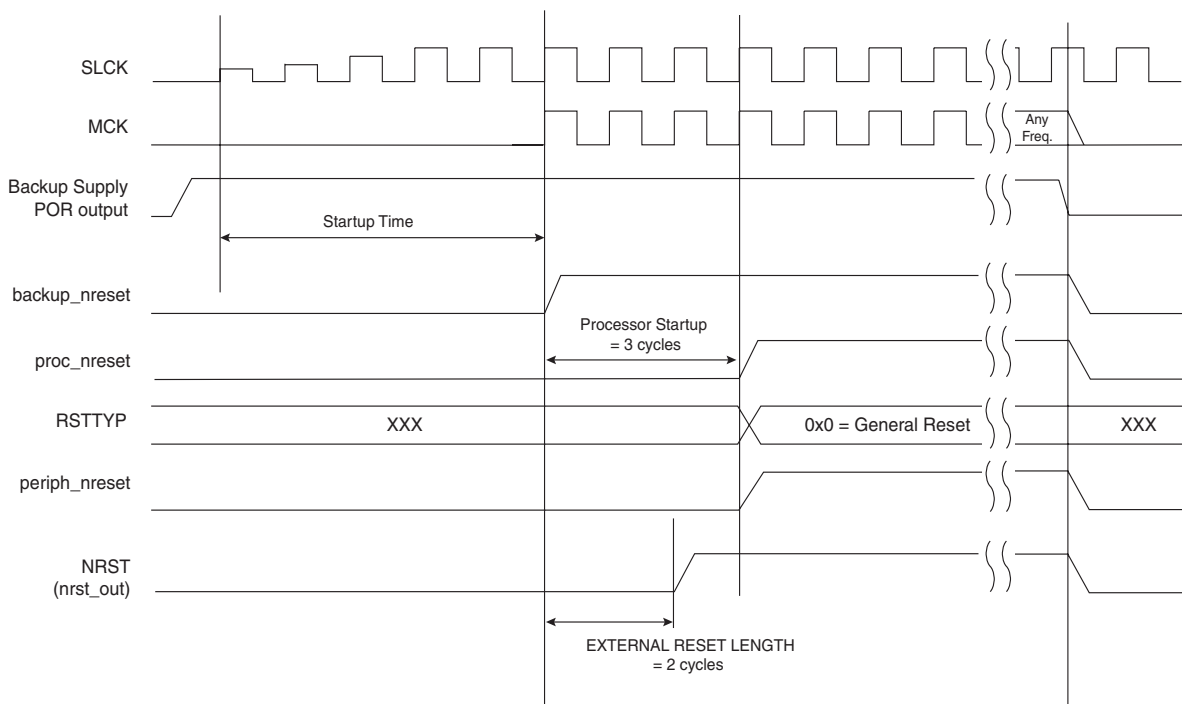 SLCK
MCK
Any
Freq.
Backup Supply
POR output
Startup Time
backup_nreset
Processor Startup
= 3 cycles
proc_nreset
RSTTYP
XXX
0x0 = General Reset
XXX
periph_nreset
NRST
(nrst_out)
EXTERNAL RESET LENGTH
= 2 cycles